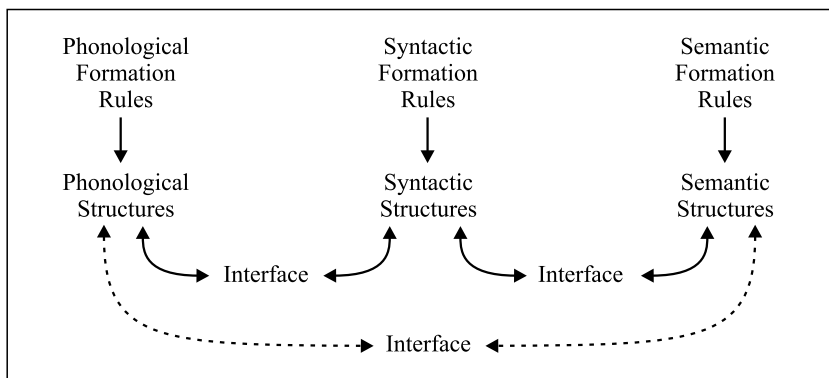 Phonological
Formation
Rules
Syntactic
Formation
Rules
Semantic
Formation
Rules
Phonological
Structures
Syntactic
Structures
Semantic
Structures
Interface
Interface
Interface